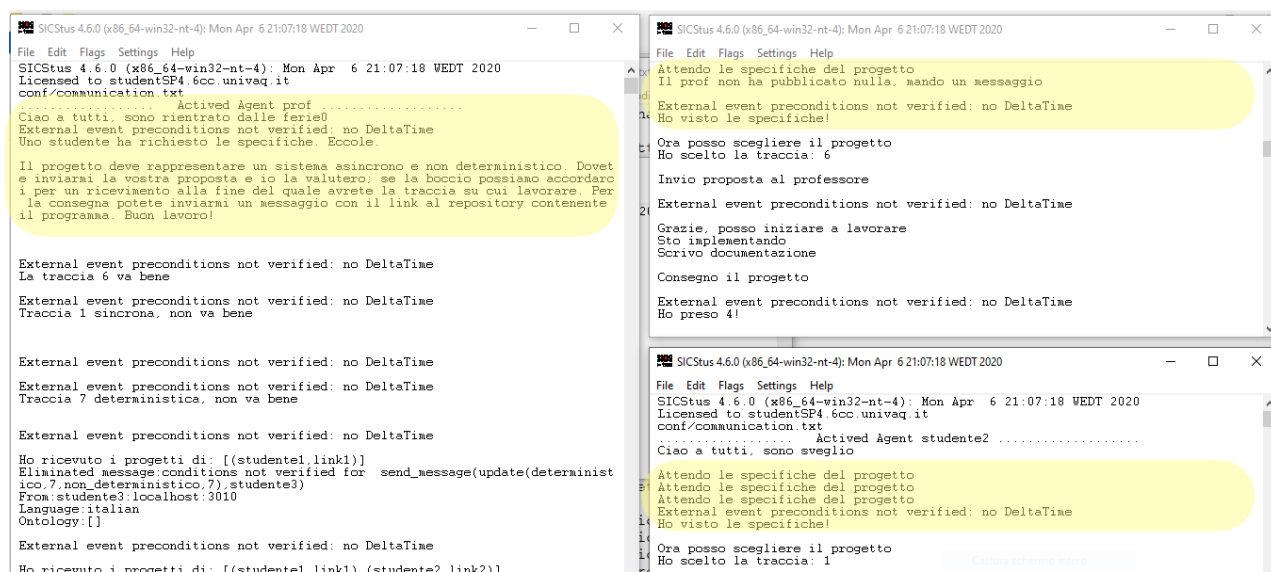 SICStus 4.6.0 (x86_64-win32-nt-4): Mon Apr 6 21:07:18 WEDT 2020
File Edit Flags Settings Help
SICStus 4.6.0 (x86_64-win32-nt-4): Mon Apr 6 21:07:18 WEDT 2020
Licensed to studentSP4.6cc.univaq.it
conf/communication.txt
.................. Actived Agent prof ...................
Ciao a tutti, sono rientrato dalle ferie0
External event preconditions not verified: no DeltaTime
Uno studente ha richiesto le specifiche. Eccole.
Il progetto deve rappresentare un sistema asincrono e non deterministico. Dovet
e inviarmi la vostra proposta e io la valutero; se la boccio possiamo accordarc
i per un ricevimento alla fine del quale avrete la traccia su cui lavorare. Per
la consegna potete inviarmi un messaggio con il link al repository contenente
il programma. Buon lavoro!
External event preconditions not verified: no DeltaTime
La traccia 6 va bene
External event preconditions not verified: no DeltaTime
Traccia 1 sincrona, non va bene
External event preconditions not verified: no DeltaTime
External event preconditions not verified: no DeltaTime
Traccia 7 deterministica, non va bene
External event preconditions not verified: no DeltaTime
Ho ricevuto i progetti di: [(studente1,link1)]
Eliminated message:conditions not verified for send_message(update(determinist
ico,7,non_deterministico,7),studente3)
From:studente3:localhost:3010
Language:italian
Ontology:[]
External event preconditions not verified: no DeltaTime
Ho ricevuto i progetti di: [(studente1,link1),(studente2,link2)]
SICStus 4.6.0 (x86_64-win32-nt-4): Mon Apr 6 21:07:18 WEDT 2020
File Edit Flags Settings Help
Attendo le specifiche del progetto
Il prof non ha pubblicato nulla, mando un messaggio
External event preconditions not verified: no DeltaTime
Ho visto le specifiche!
Ora posso scegliere il progetto
Ho scelto la traccia: 6
Invio proposta al professore
External event preconditions not verified: no DeltaTime
Grazie, posso iniziare a lavorare
Sto implementando
Scrivo documentazione
Consegno il progetto
External event preconditions not verified: no DeltaTime
Ho preso 4!
SICStus 4.6.0 (x86_64-win32-nt-4): Mon Apr 6 21:07:18 WEDT 2020
File Edit Flags Settings Help
SICStus 4.6.0 (x86_64-win32-nt-4): Mon Apr 6 21:07:18 WEDT 2020
Licensed to studentSP4.6cc.univaq.it
conf/communication.txt
.................. Actived Agent studente2 ...................
Ciao a tutti, sono sveglio
Attendo le specifiche del progetto
Attendo le specifiche del progetto
Attendo le specifiche del progetto
External event preconditions not verified: no DeltaTime
Ho visto le specifiche!
Ora posso scegliere il progetto
Ho scelto la traccia: 1